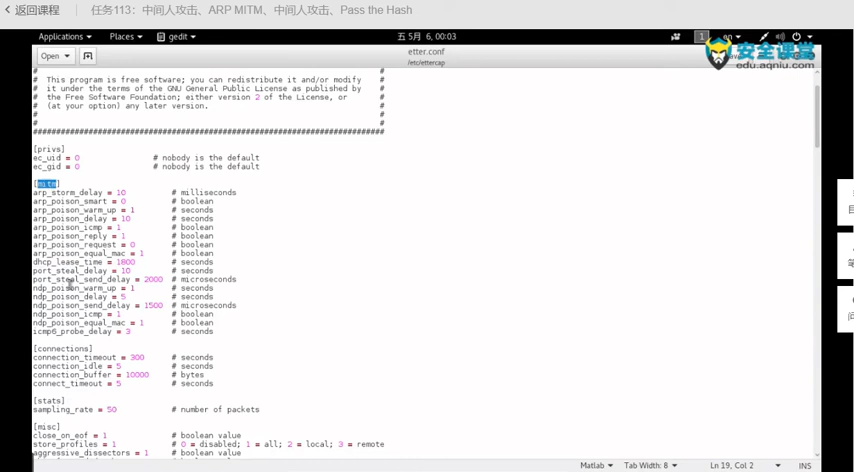 返回课程 任务113：中间人攻击、ARP MITM、中间人攻击、Pass the Hash
Applications Places gedit 五 5月 6, 00:03 1 en
Open etter.conf
/etc/ettercap
安全课堂
edu.aqniu.com
#
# This program is free software; you can redistribute it and/or modify #
# it under the terms of the GNU General Public License as published by #
# the Free Software Foundation; either version 2 of the License, or #
# (at your option) any later version. #
# #
# #
############################################################################
[privs]
ec_uid = 0 # nobody is the default
ec_gid = 0 # nobody is the default
[mitm]
arp_storm_delay = 10 # milliseconds
arp_poison_smart = 0 # boolean
arp_poison_warm_up = 1 # seconds
arp_poison_delay = 10 # seconds
arp_poison_icmp = 1 # boolean
arp_poison_reply = 1 # boolean
arp_poison_request = 0 # boolean
arp_poison_equal_mac = 1 # boolean
dhcp_lease_time = 1800 # seconds
port_steal_delay = 10 # seconds
port_steal_send_delay = 2000 # microseconds
ndp_poison_warm_up = 1 # seconds
ndp_poison_delay = 5 # seconds
ndp_poison_send_delay = 1500 # microseconds
ndp_poison_icmp = 1 # boolean
ndp_poison_equal_mac = 1 # boolean
icmp6_probe_delay = 3 # seconds
[connections]
connection_timeout = 300 # seconds
connection_idle = 5 # seconds
connection_buffer = 10000 # bytes
connect_timeout = 5 # seconds
[stats]
sampling_rate = 50 # number of packets
[misc]
close_on_eof = 1 # boolean value
store_profiles = 1 # 0 = disabled; 1 = all; 2 = local; 3 = remote
aggressive_dissectors = 1 # boolean value
Matlab Tab Width: 8 Ln 19, Col 2 INS